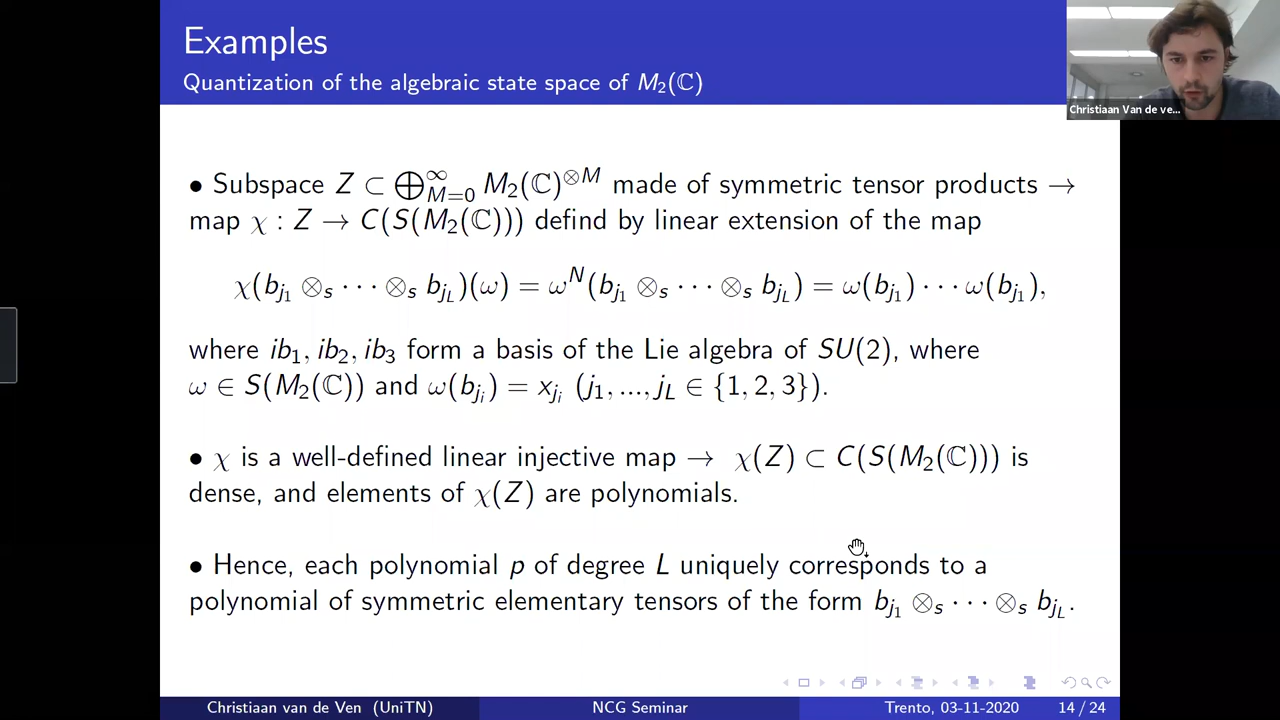 Examples
Quantization of the algebraic state space of M₂(ℂ)
Christiaan Van de ve...
• Subspace Z ⊂ ⊕_{M=0}^∞ M₂(ℂ)^{⊗M} made of symmetric tensor products →
map χ : Z → C(S(M₂(ℂ))) defind by linear extension of the map
χ(b_{j₁} ⊗_s ··· ⊗_s b_{j_L})(ω) = ω^N(b_{j₁} ⊗_s ··· ⊗_s b_{j_L}) = ω(b_{j₁}) ··· ω(b_{j₁}),
where ib₁, ib₂, ib₃ form a basis of the Lie algebra of SU(2), where
ω ∈ S(M₂(ℂ)) and ω(b_{j_i}) = x_{j_i} (j₁, ..., j_L ∈ {1, 2, 3}).
• χ is a well-defined linear injective map → χ(Z) ⊂ C(S(M₂(ℂ))) is
dense, and elements of χ(Z) are polynomials.
• Hence, each polynomial p of degree L uniquely corresponds to a
polynomial of symmetric elementary tensors of the form b_{j₁} ⊗_s ··· ⊗_s b_{j_L}.
Christiaan van de Ven (UniTN) NCG Seminar Trento, 03-11-2020 14 / 24